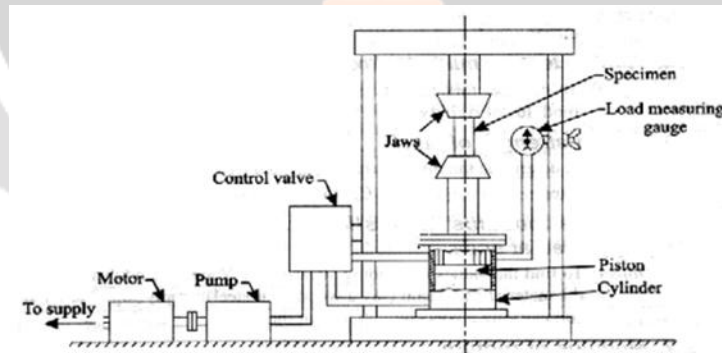 Specimen
Load measuring
gauge
Jaws
Control valve
Piston
Cylinder
Motor
Pump
To supply